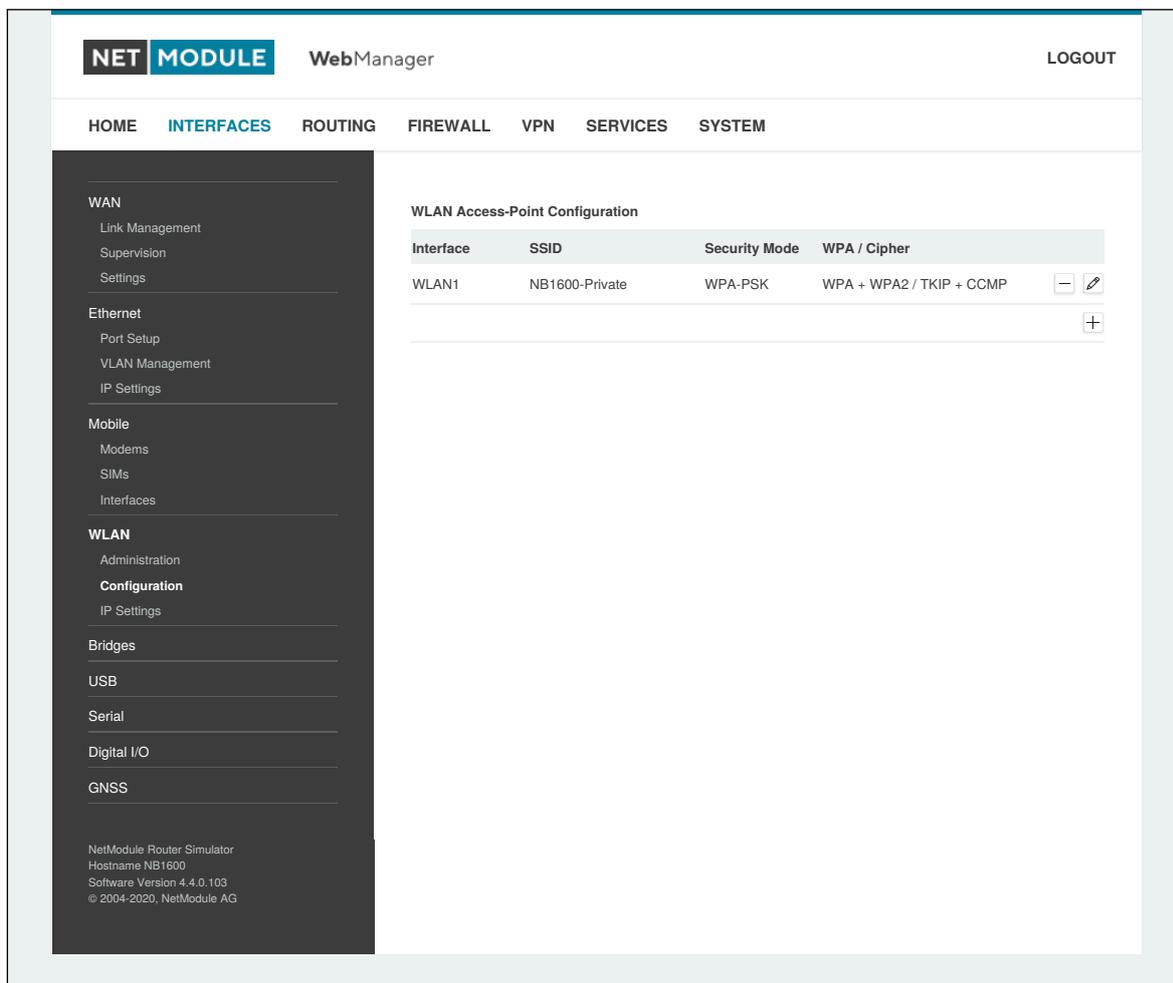 NET MODULE WebManager LOGOUT
HOME INTERFACES ROUTING FIREWALL VPN SERVICES SYSTEM
WAN
Link Management
Supervision
Settings
Ethernet
Port Setup
VLAN Management
IP Settings
Mobile
Modems
SIMs
Interfaces
WLAN
Administration
Configuration
IP Settings
Bridges
USB
Serial
Digital I/O
GNSS
NetModule Router Simulator
Hostname NB1600
Software Version 4.4.0.103
© 2004-2020, NetModule AG
WLAN Access-Point Configuration
Interface SSID Security Mode WPA / Cipher
WLAN1 NB1600-Private WPA-PSK WPA + WPA2 / TKIP + CCMP